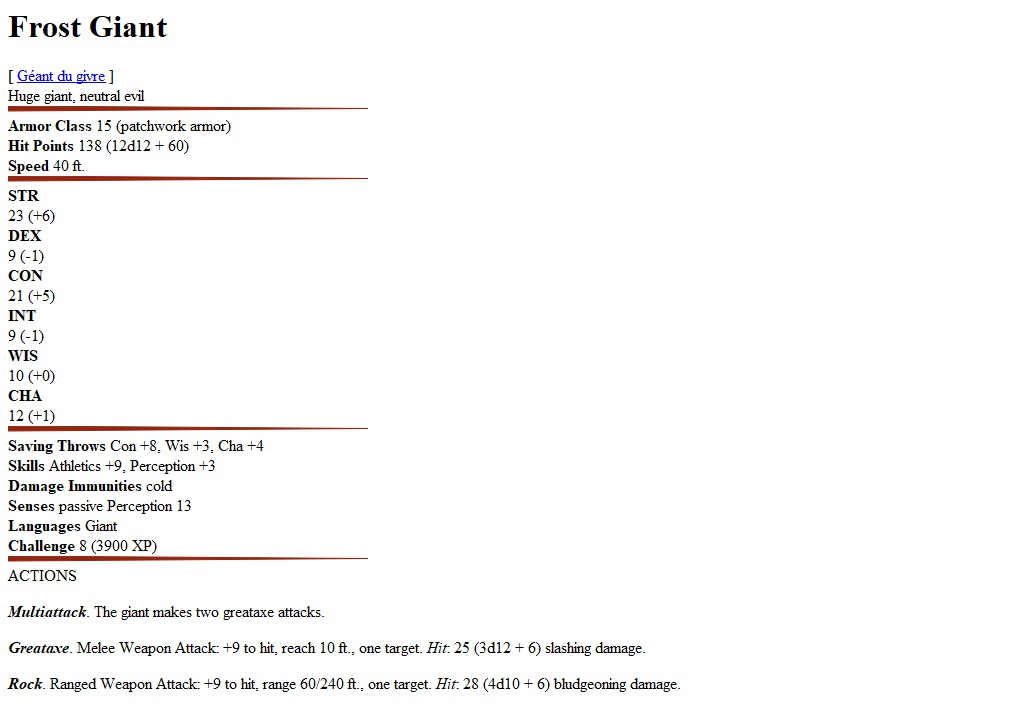 Frost Giant
[ Géant du givre ]
Huge giant, neutral evil
Armor Class 15 (patchwork armor)
Hit Points 138 (12d12 + 60)
Speed 40 ft.
STR
23 (+6)
DEX
9 (-1)
CON
21 (+5)
INT
9 (-1)
WIS
10 (+0)
CHA
12 (+1)
Saving Throws Con +8, Wis +3, Cha +4
Skills Athletics +9, Perception +3
Damage Immunities cold
Senses passive Perception 13
Languages Giant
Challenge 8 (3900 XP)
ACTIONS
Multiattack. The giant makes two greataxe attacks.
Greataxe. Melee Weapon Attack: +9 to hit, reach 10 ft., one target. Hit: 25 (3d12 + 6) slashing damage.
Rock. Ranged Weapon Attack: +9 to hit, range 60/240 ft., one target. Hit: 28 (4d10 + 6) bludgeoning damage.